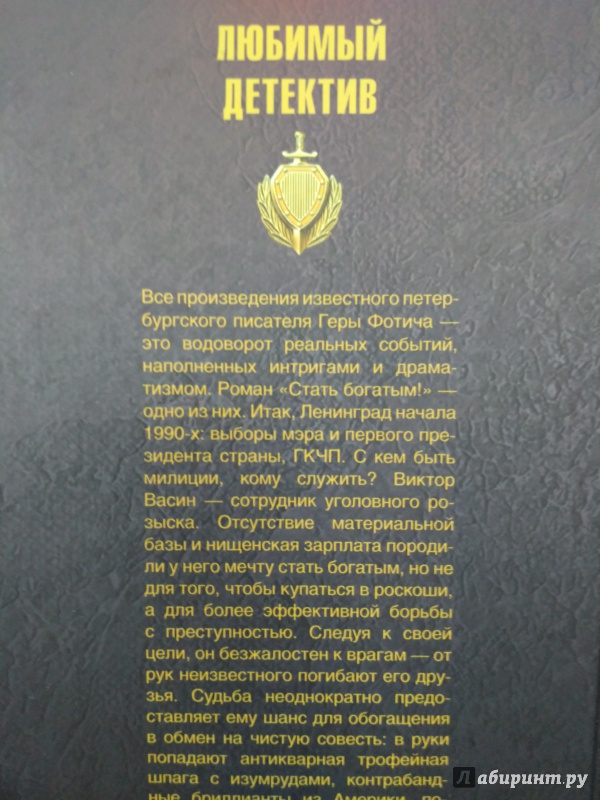 ЛЮБИМЫЙ
ДЕТЕКТИВ
Все произведения известного петер-
бургского писателя Геры Фотича —
это водоворот реальных событий,
наполненных интригами и драма-
тизмом. Роман «Стать богатым!» —
одно из них. Итак, Ленинград начала
1990-х: выборы мэра и первого пре-
зидента страны, ГКЧП. С кем быть
милиции, кому служить? Виктор
Васин — сотрудник уголовного ро-
зыска. Отсутствие материальной
базы и нищенская зарплата породи-
ли у него мечту стать богатым, но не
для того, чтобы купаться в роскоши,
а для более эффективной борьбы
с преступностью. Следуя к своей
цели, он безжалостен к врагам — от
рук неизвестного погибают его дру-
зья. Судьба неоднократно предо-
ставляет ему шанс для обогащения
в обмен на чистую совесть: в руки
попадают антикварная трофейная
шпага с изумрудами, контрабанд-
ные бриллианты из Америки, по-
Лабиринт.ру